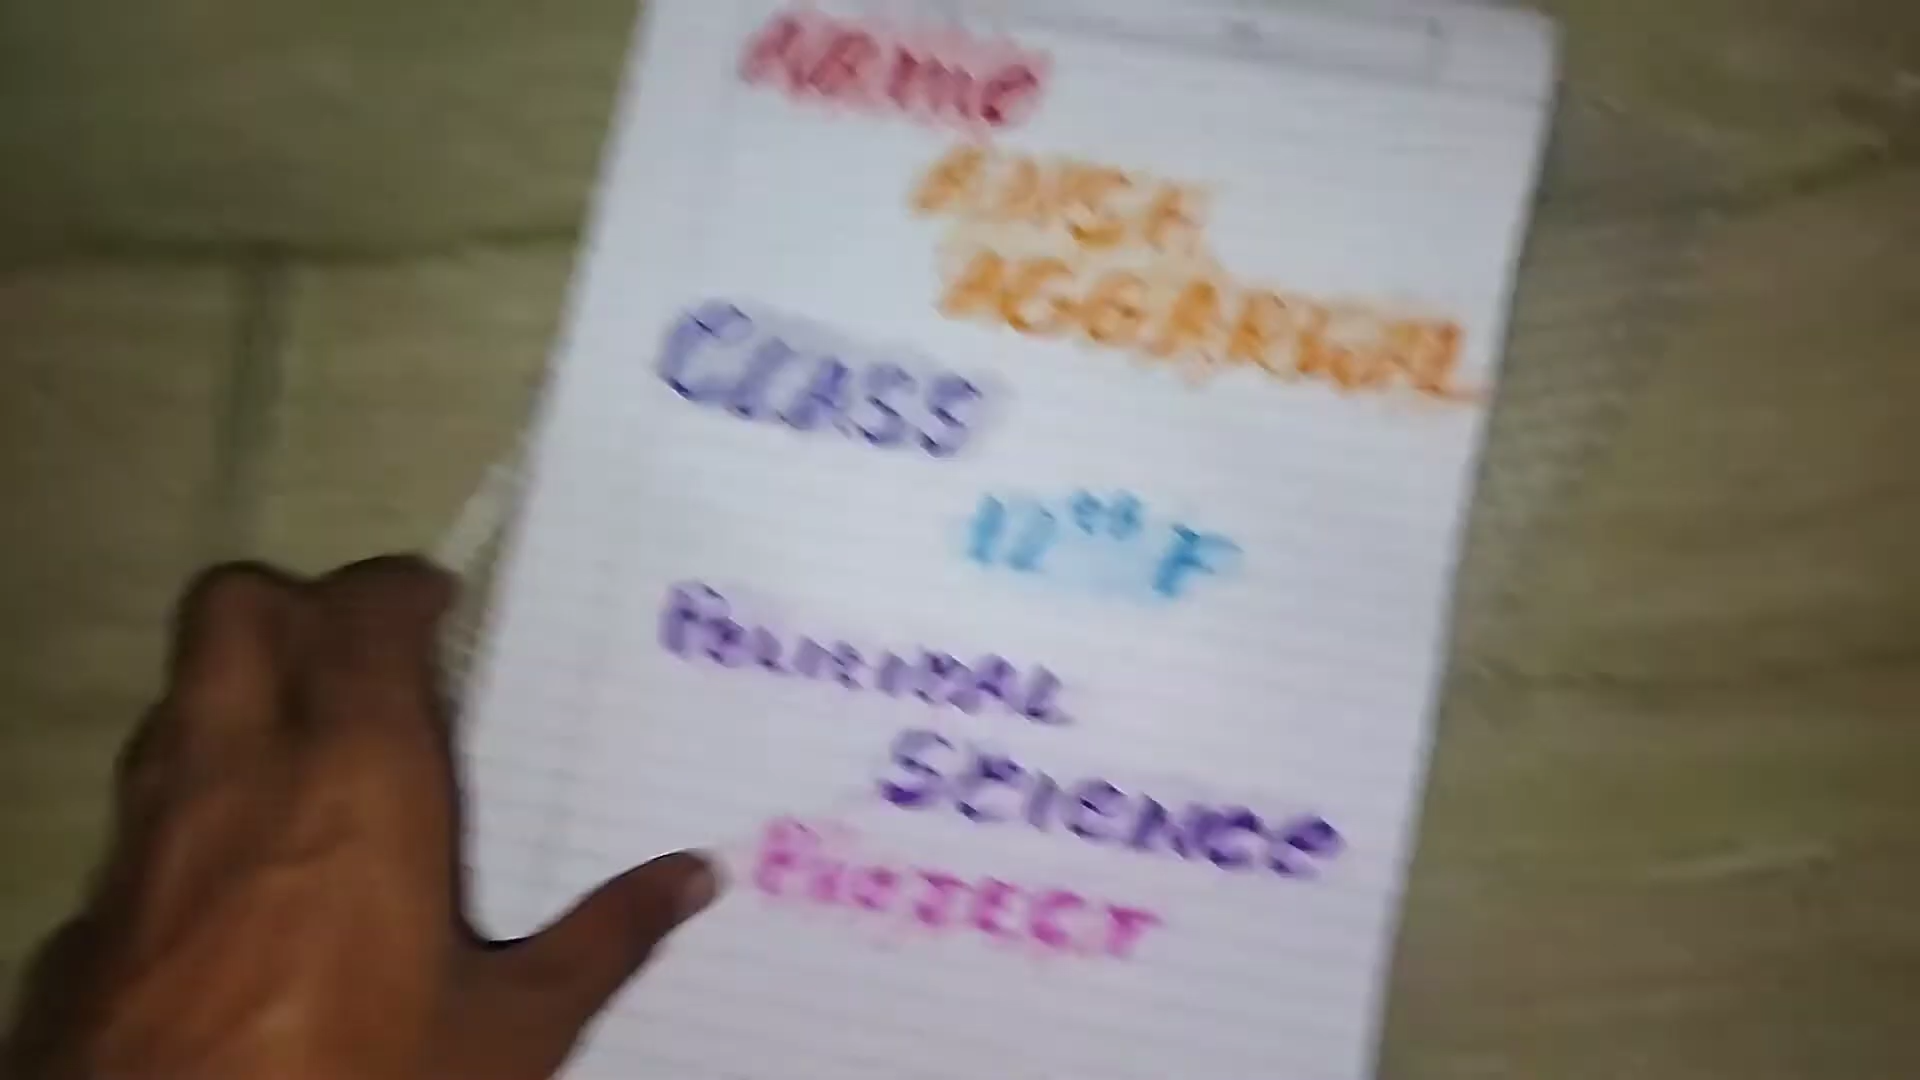 NAME
AGGARWAL
CLASS
12th F
POLITICAL
SCIENCE
PROJECT